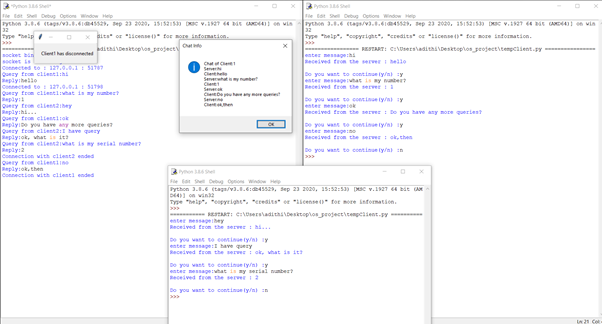 *Python 3.8.6 Shell*
File Edit Shell Debug Options Window Help
Python 3.8.6 (tags/v3.8.6:db45529, Sep 23 2020, 15:52:53) [MSC v.1927 64 bit (AMD64)] on win
32
Type "help",
"credits" or "license()" for more information.
>>>
socket bin
socket is
Connected to : 127.0.0.1 : 51787
Query from client1:hi
Reply:hello
Connected to : 127.0.0.1 : 51798
Query from client1:what is my number?
Reply:1
Query from client2:hey
Reply:hi...
Query from client1:ok
Reply:Do you have any more queries?
Query from client2:I have query
Reply:ok, what is it?
Query from client2:what is my serial number?
Reply:2
Connection with client2 ended
Query from client1:no
Reply:ok,then
Connection with client1 ended
Client1 has disconnected
Chat Info
Chat of Client 1
Server:hi
Client:hello
Server:what is my number?
Client:1
Server:ok
Client:Do you have any more queries?
Server:no
Client:ok,then
OK
Python 3.8.6 Shell
File Edit Shell Debug Options Window Help
Python 3.8.6 (tags/v3.8.6:db45529, Sep 23 2020, 15:52:53) [MSC v.1927 64 bit (AMD64)] on win
32
Type "help", "copyright", "credits" or "license()" for more information.
>>>
RESTART: C:\Users\adithi\Desktop\os_project\tempClient.py
enter message:hi
Received from the server : hello
Do you want to continue(y/n) :y
enter message:what is my number?
Received from the server : 1
Do you want to continue(y/n) :y
enter message:ok
Received from the server : Do you have any more queries?
Do you want to continue(y/n) :y
enter message:no
Received from the server : ok,then
Do you want to continue(y/n) :n
>>>
Ln: 21 Col:
Python 3.8.6 Shell
File Edit Shell Debug Options Window Help
Python 3.8.6 (tags/v3.8.6:db45529, Sep 23 2020, 15:52:53) [MSC v.1927 64 bit (AM
D64)] on win32
Type "help", "copyright", "credits" or "license()" for more information.
>>>
=========== RESTART: C:\Users\adithi\Desktop\os_project\tempClient.py ==========
enter message:hey
Received from the server : hi...
Do you want to continue(y/n) :y
enter message:I have query
Received from the server : ok, what is it?
Do you want to continue(y/n) :y
enter message:what is my serial number?
Received from the server : 2
Do you want to continue(y/n) :n
>>>